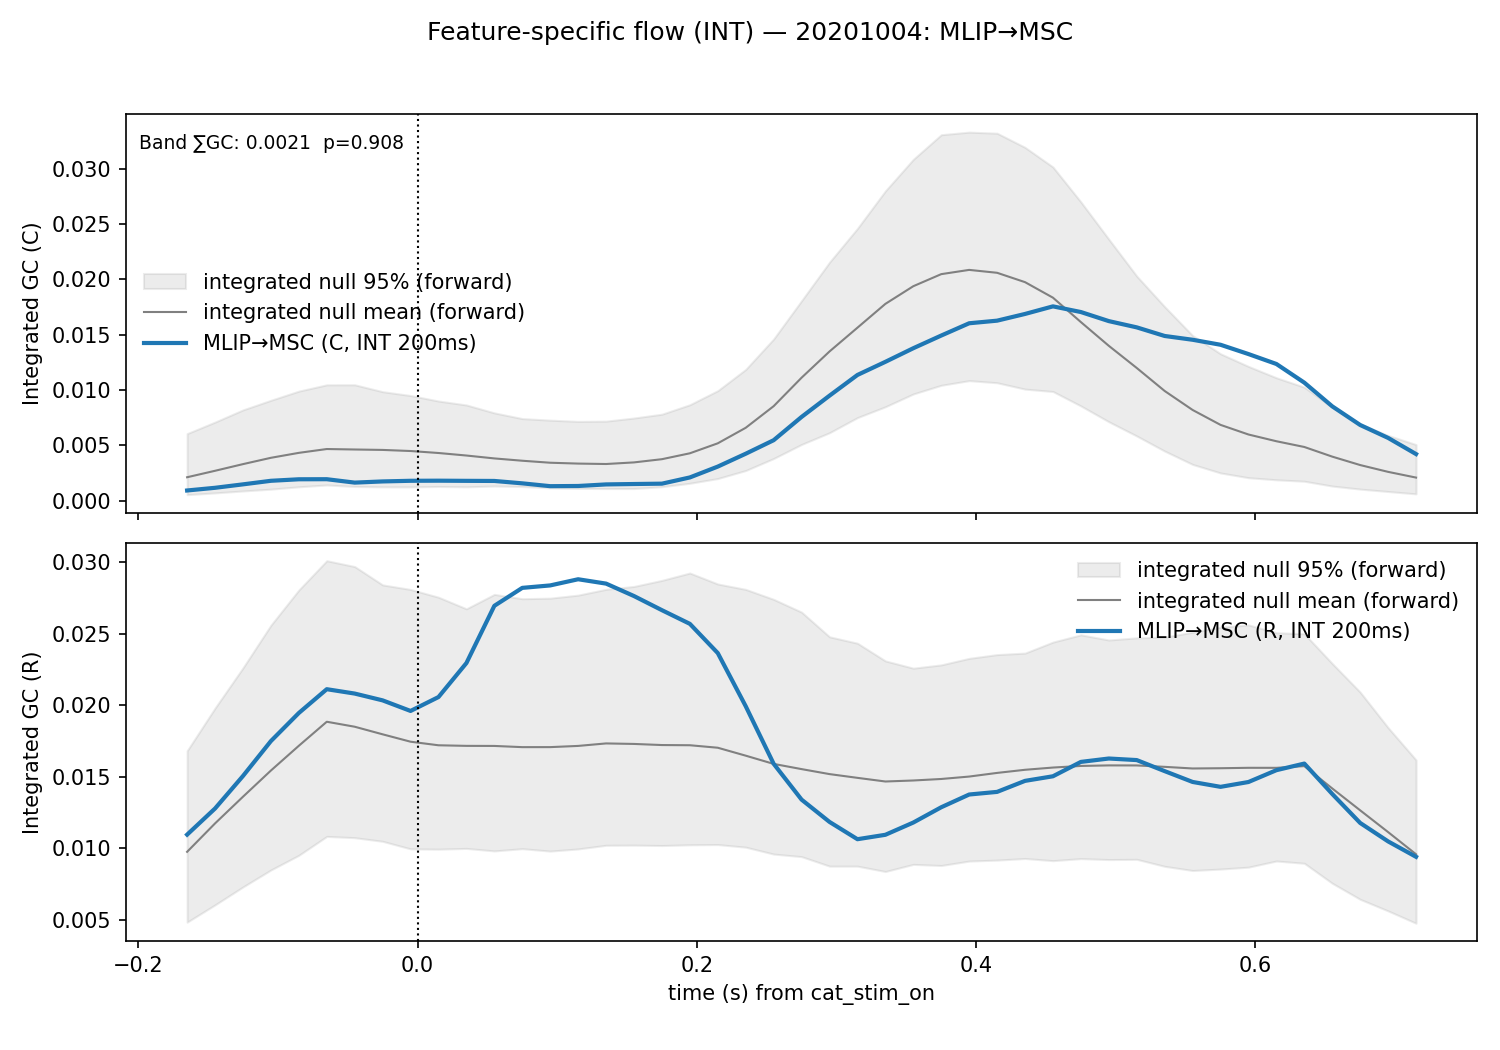 Feature-specific flow (INT) — 20201004: MLIP→MSC
Band ∑GC: 0.0021  p=0.908
Integrated GC (C)
0.030
0.025
0.020
0.015
0.010
0.005
0.000
integrated null 95% (forward)
integrated null mean (forward)
MLIP→MSC (C, INT 200ms)
Integrated GC (R)
0.030
0.025
0.020
0.015
0.010
0.005
integrated null 95% (forward)
integrated null mean (forward)
MLIP→MSC (R, INT 200ms)
−0.2 0.0 0.2 0.4 0.6
time (s) from cat_stim_on